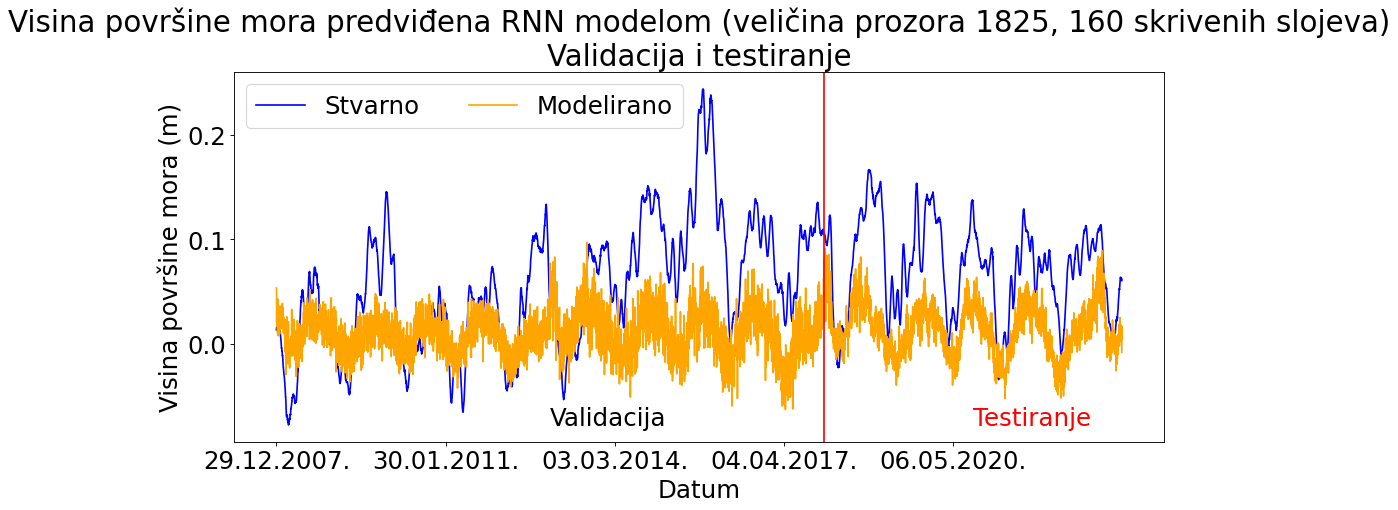 Visina površine mora predviđena RNN modelom (veličina prozora 1825, 160 skrivenih slojeva)
Validacija i testiranje
Stvarno
Modelirano
Visina površine mora (m)
0.2
0.1
0.0
Validacija
Testiranje
29.12.2007.
30.01.2011.
03.03.2014.
04.04.2017.
06.05.2020.
Datum